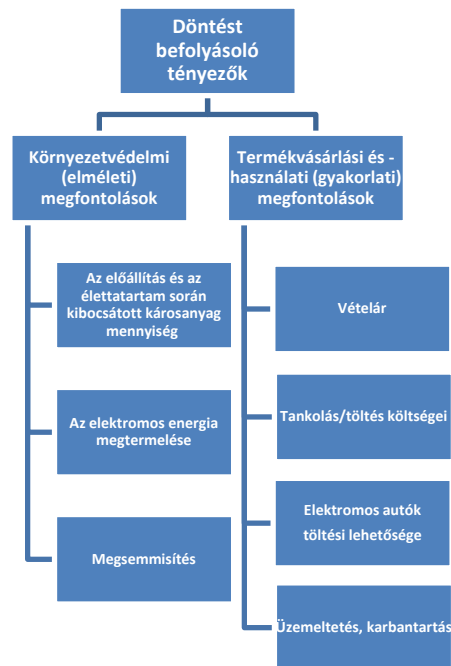 Döntést
befolyásoló
tényezők
Környezetvédelmi
(elméleti)
megfontolások
Termékvásárlási és -
használati (gyakorlati)
megfontolások
Az előállítás és az
élettatartam során
kibocsátott károsanyag
mennyiség
Az elektromos energia
megtermelése
Megsemmisítés
Vételár
Tankolás/töltés költségei
Elektromos autók
töltési lehetősége
Üzemeltetés, karbantartás